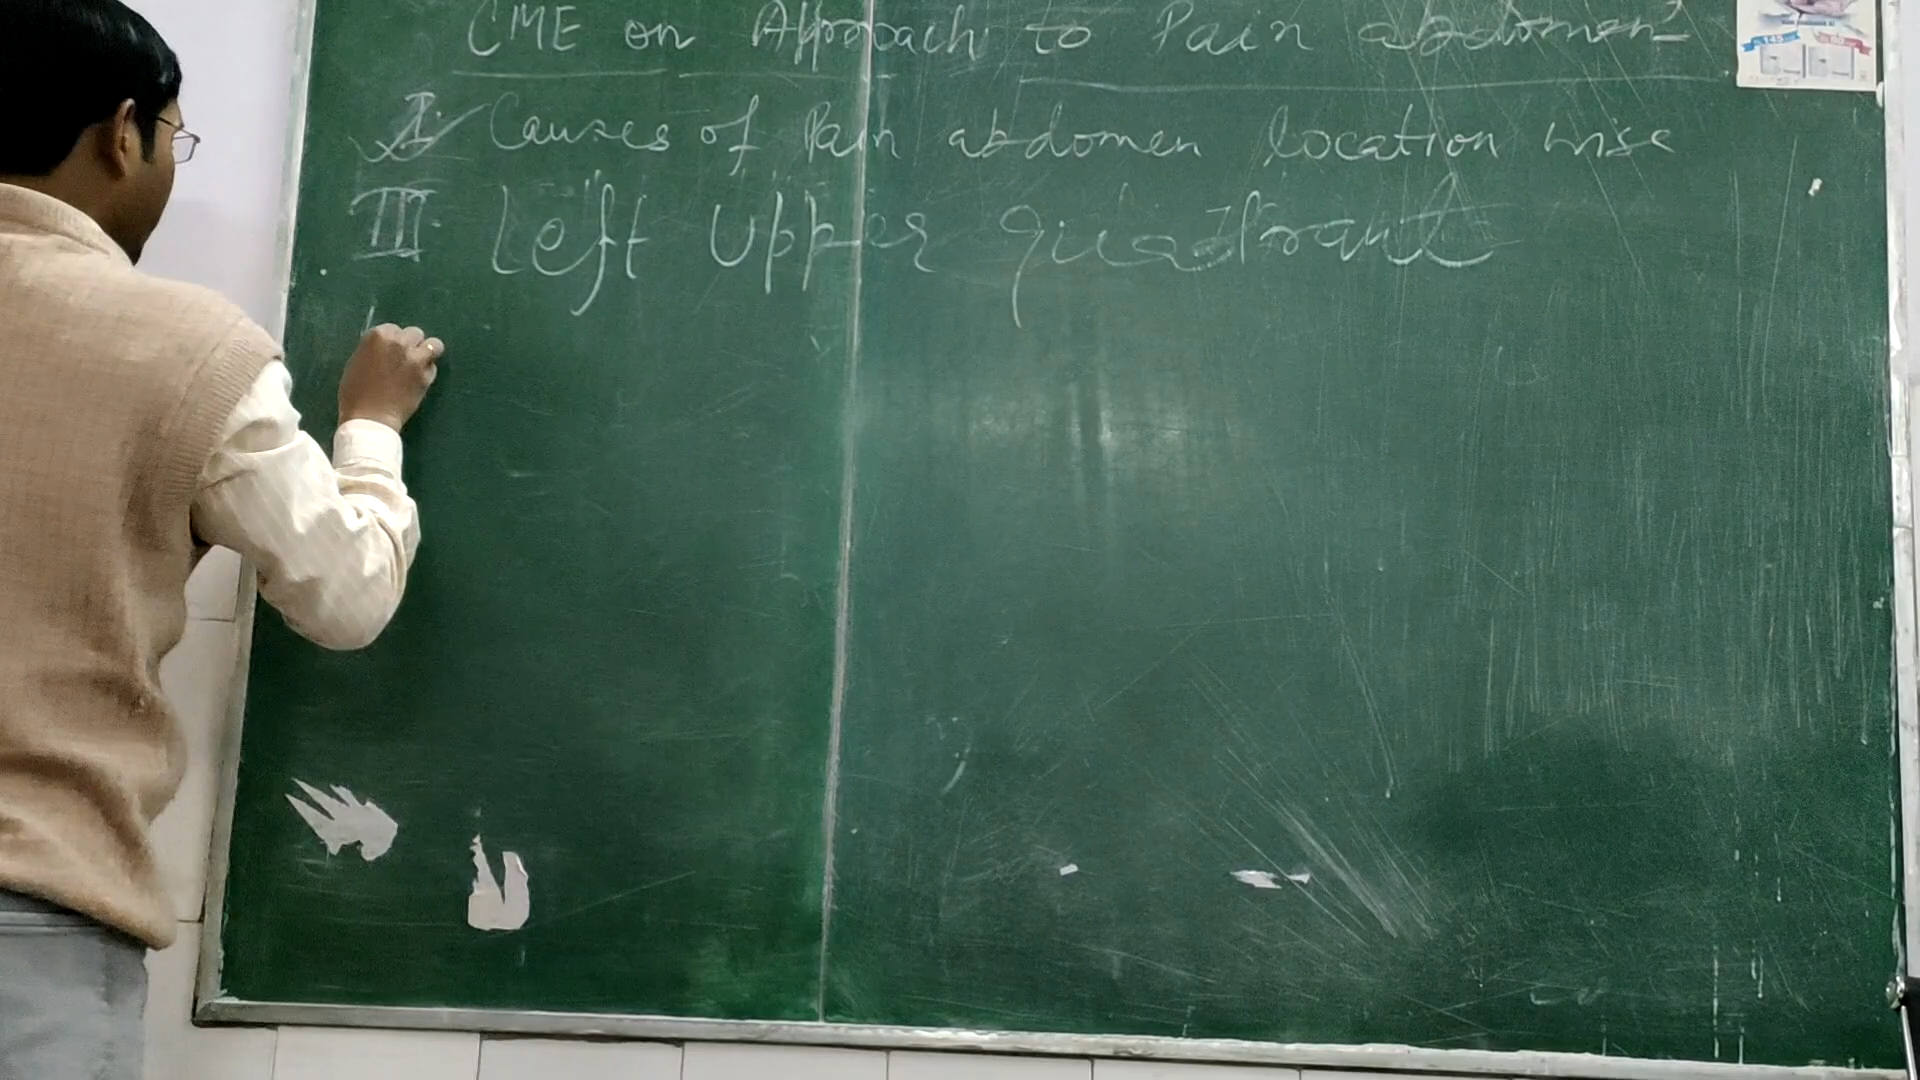 CME on Approach to Pain abdomen
I. Causes of Pain abdomen location wise
III. Left Upper Quadrant